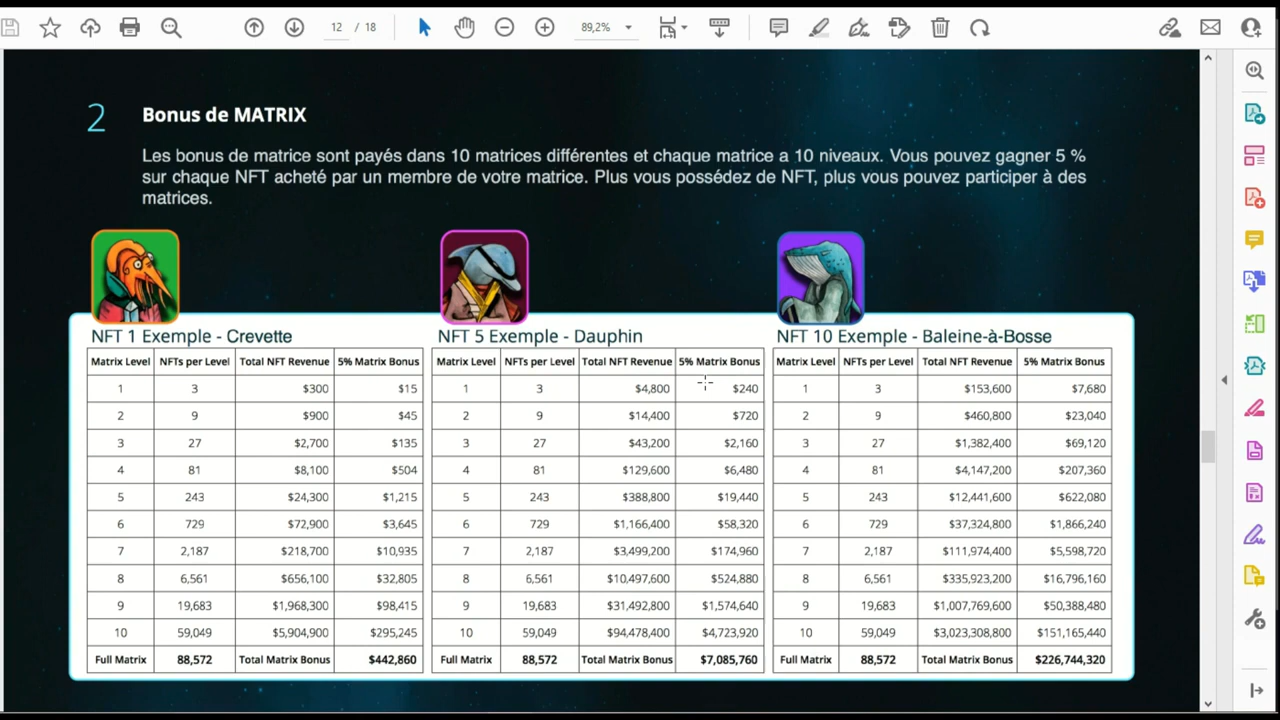 12 / 18
89,2%
2
Bonus de MATRIX
Les bonus de matrice sont payés dans 10 matrices différentes et chaque matrice a 10 niveaux. Vous pouvez gagner 5 %
sur chaque NFT acheté par un membre de votre matrice. Plus vous possédez de NFT, plus vous pouvez participer à des
matrices.
NFT 1 Exemple - Crevette
Matrix Level NFTs per Level Total NFT Revenue 5% Matrix Bonus
1 3 $300 $15
2 9 $900 $45
3 27 $2,700 $135
4 81 $8,100 $504
5 243 $24,300 $1,215
6 729 $72,900 $3,645
7 2,187 $218,700 $10,935
8 6,561 $656,100 $32,805
9 19,683 $1,968,300 $98,415
10 59,049 $5,904,900 $295,245
Full Matrix 88,572 Total Matrix Bonus $442,860
NFT 5 Exemple - Dauphin
Matrix Level NFTs per Level Total NFT Revenue 5% Matrix Bonus
1 3 $4,800 $240
2 9 $14,400 $720
3 27 $43,200 $2,160
4 81 $129,600 $6,480
5 243 $388,800 $19,440
6 729 $1,166,400 $58,320
7 2,187 $3,499,200 $174,960
8 6,561 $10,497,600 $524,880
9 19,683 $31,492,800 $1,574,640
10 59,049 $94,478,400 $4,723,920
Full Matrix 88,572 Total Matrix Bonus $7,085,760
NFT 10 Exemple - Baleine-à-Bosse
Matrix Level NFTs per Level Total NFT Revenue 5% Matrix Bonus
1 3 $153,600 $7,680
2 9 $460,800 $23,040
3 27 $1,382,400 $69,120
4 81 $4,147,200 $207,360
5 243 $12,441,600 $622,080
6 729 $37,324,800 $1,866,240
7 2,187 $111,974,400 $5,598,720
8 6,561 $335,923,200 $16,796,160
9 19,683 $1,007,769,600 $50,388,480
10 59,049 $3,023,308,800 $151,165,440
Full Matrix 88,572 Total Matrix Bonus $226,744,320